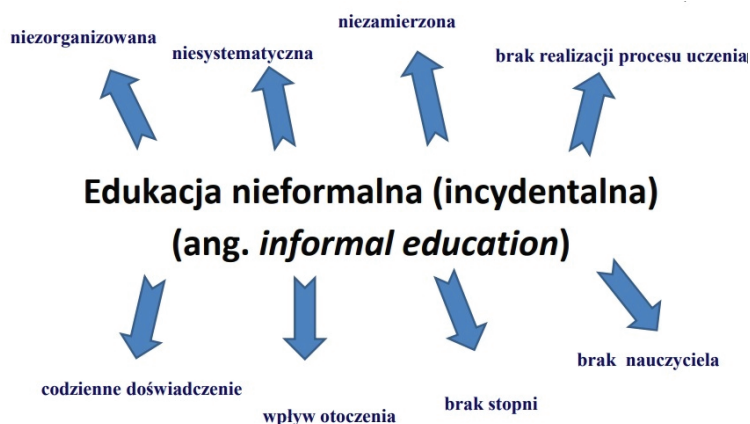 niezamierzona
niezorganizowana
niesystematyczna
brak realizacji procesu uczenia
Edukacja nieformalna (incydentalna)
(ang. informal education)
codzienne doświadczenie
wpływ otoczenia
brak stopni
brak nauczyciela